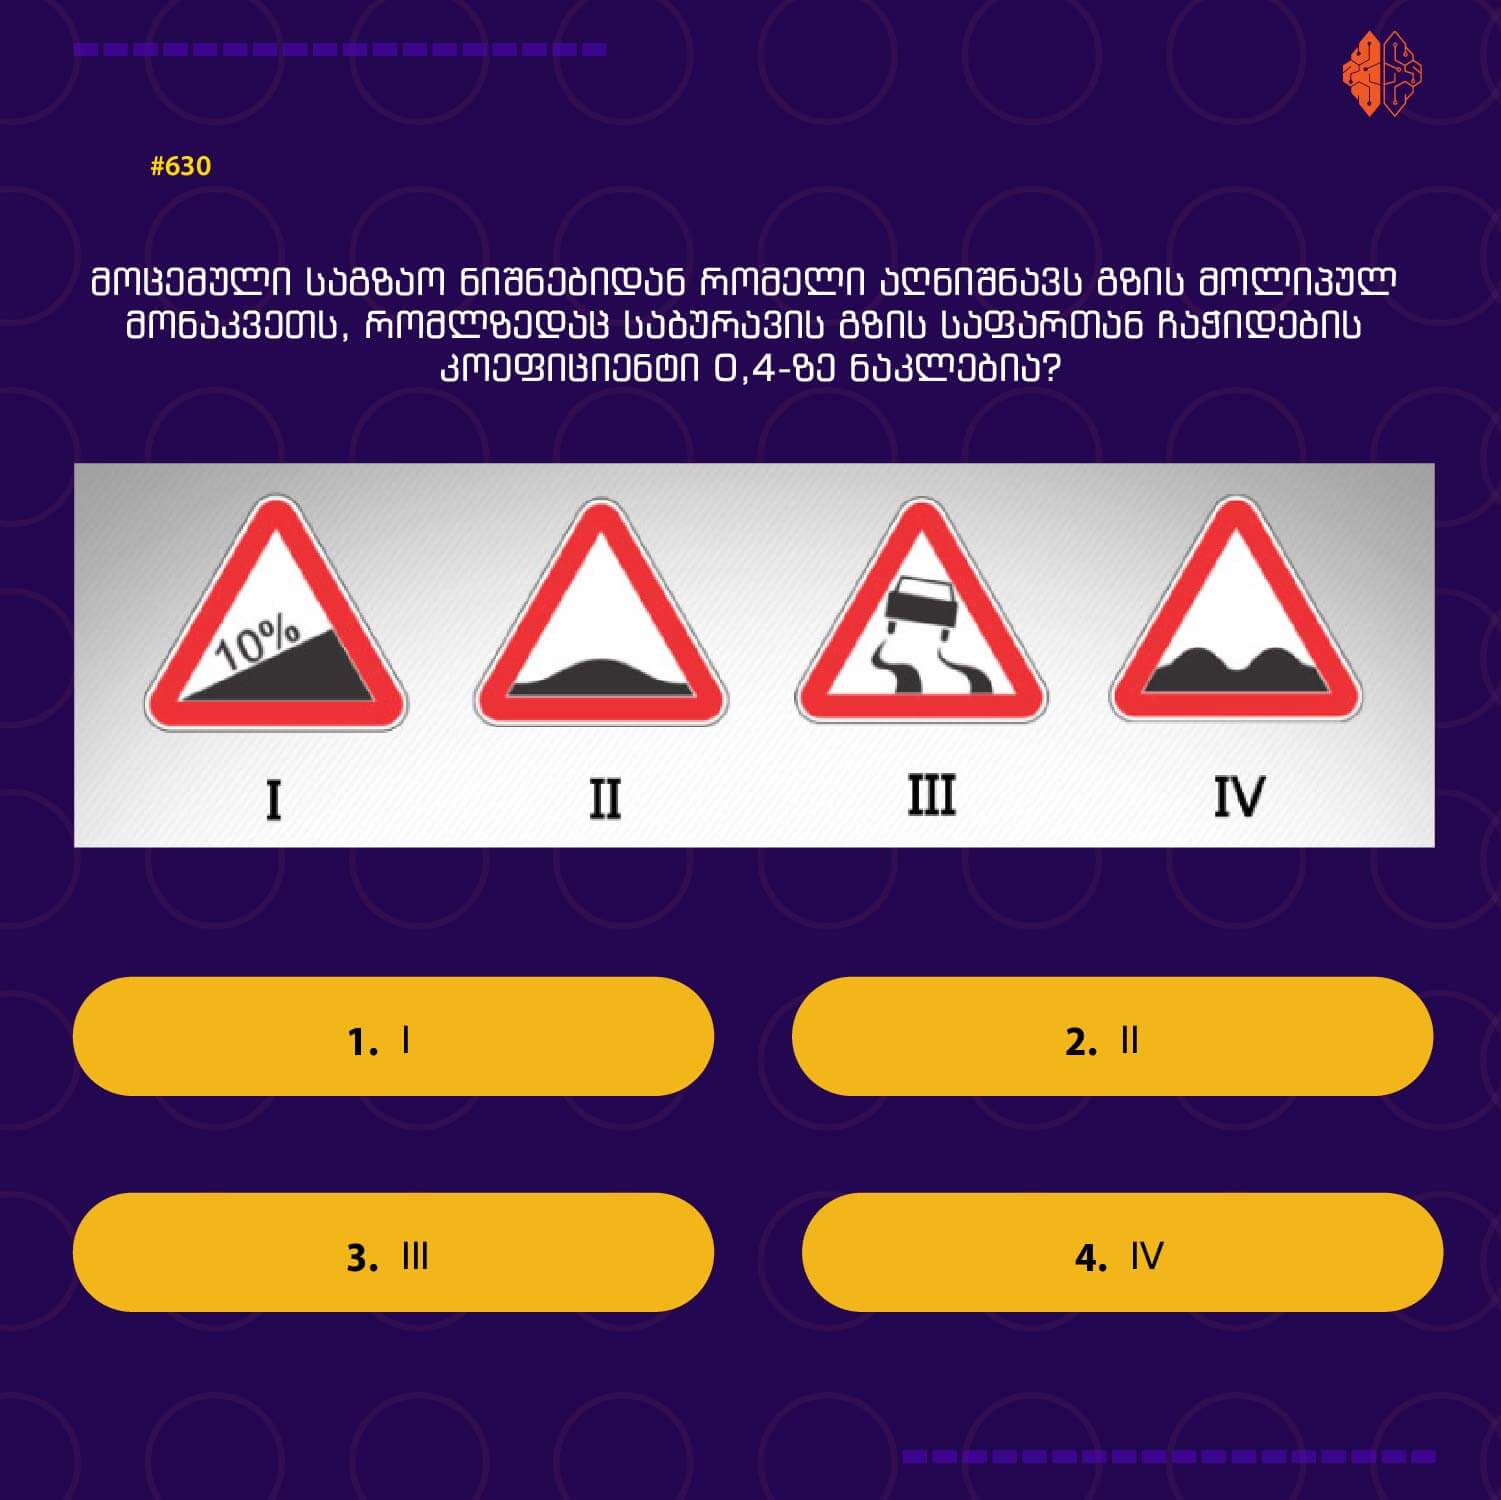 #630
მოცემული საგზაო ნიშნებიდან რომელი აღნიშნავს გზის მოლიპულ
მონაკვეთს, რომლზედაც საბურავის გზის საფართან ჩაჭიდების
კოეფიციენტი 0,4-ზე ნაკლებია?
10%
I II III IV
1. I
2. II
3. III
4. IV